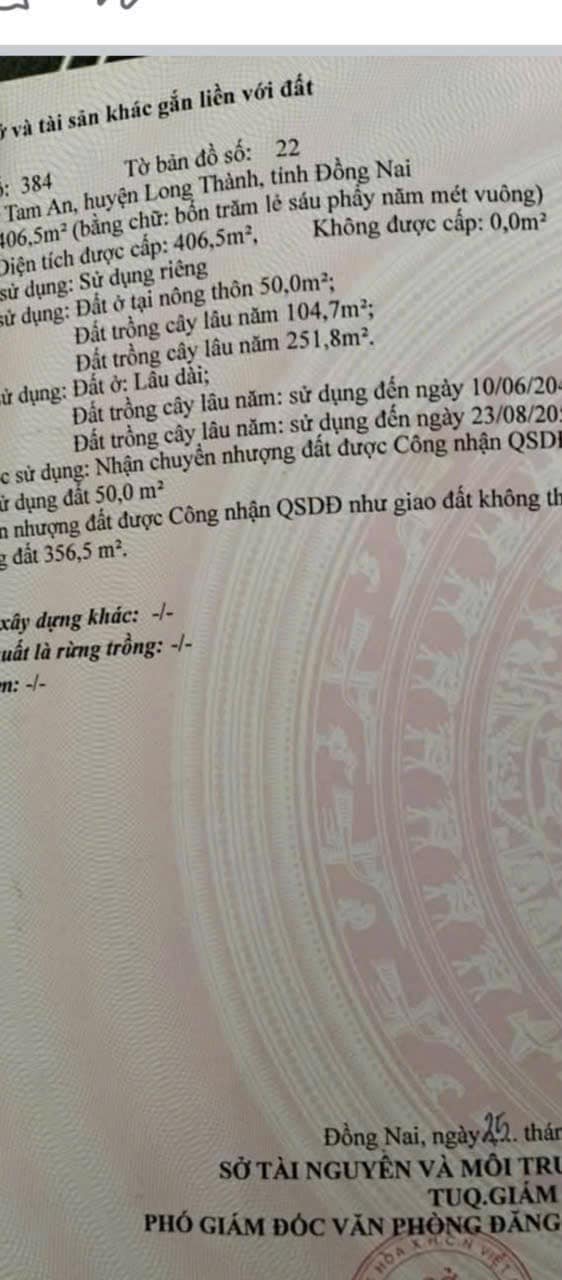 và tài sản khác gắn liền với đất
: 384 Tờ bản đồ số: 22
Tam An, huyện Long Thành, tỉnh Đồng Nai
406,5m² (bằng chữ: bốn trăm lẻ sáu phẩy năm mét vuông)
Diện tích được cấp: 406,5m², Không được cấp: 0,0m²
sử dụng: Sử dụng riêng
sử dụng: Đất ở tại nông thôn 50,0m²;
Đất trồng cây lâu năm 104,7m²;
Đất trồng cây lâu năm 251,8m².
dụng: Đất ở: Lâu dài;
Đất trồng cây lâu năm: sử dụng đến ngày 10/06/20
Đất trồng cây lâu năm: sử dụng đến ngày 23/08/20
c sử dụng: Nhận chuyển nhượng đất được Công nhận QSDĐ
dụng đất 50,0 m²
n nhượng đất được Công nhận QSDĐ như giao đất không th
g đất 356,5 m².
xây dựng khác: -/-
uất là rừng trồng: -/-
m: -/-
Đồng Nai, ngày 25. thán
SỞ TÀI NGUYÊN VÀ MÔI TRƯ
TUQ.GIÁM
PHÓ GIÁM ĐỐC VĂN PHÒNG ĐĂNG
HÒA X.H.C.N VIỆT